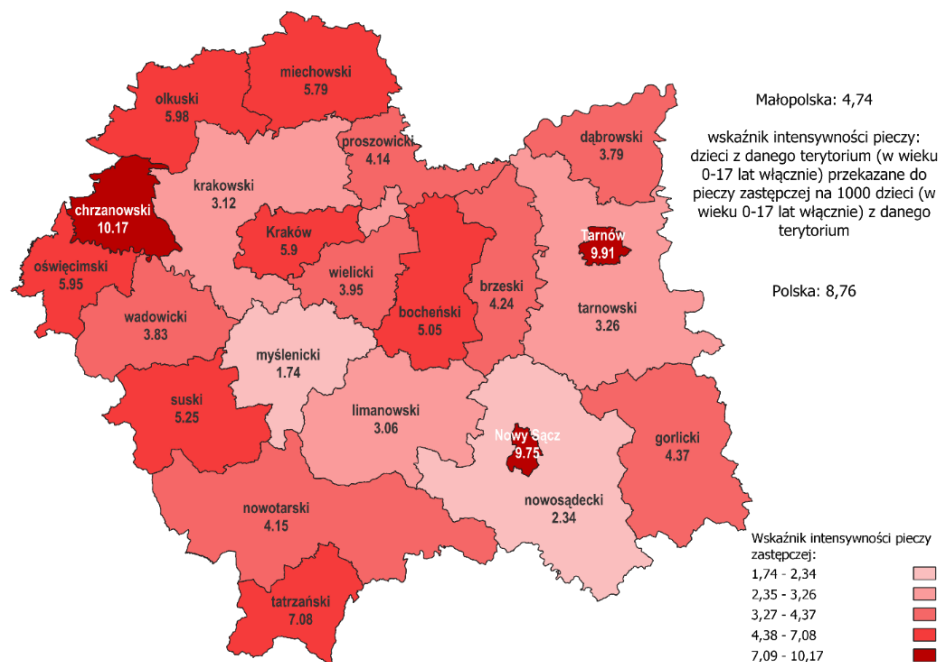 miechowski
5.79
olkuski
5.98
Małopolska: 4,74
proszowicki
4.14
dąbrowski
3.79
wskaźnik intensywności pieczy:
dzieci z danego terytorium (w wieku
0-17 lat włącznie) przekazane do
pieczy zastępczej na 1000 dzieci (w
wieku 0-17 lat włącznie) z danego
terytorium
krakowski
3.12
chrzanowski
10.17
Kraków
5.9
Tarnów
9.91
oświęcimski
5.95
wielicki
3.95
brzeski
4.24
Polska: 8,76
bocheński
5.05
tarnowski
3.26
wadowicki
3.83
myślenicki
1.74
suski
5.25
limanowski
3.06
Nowy Sącz
9.75
gorlicki
4.37
nowosądecki
2.34
nowotarski
4.15
tatrzański
7.08
Wskaźnik intensywności pieczy
zastępczej:
1,74 - 2,34
2,35 - 3,26
3,27 - 4,37
4,38 - 7,08
7,09 - 10,17